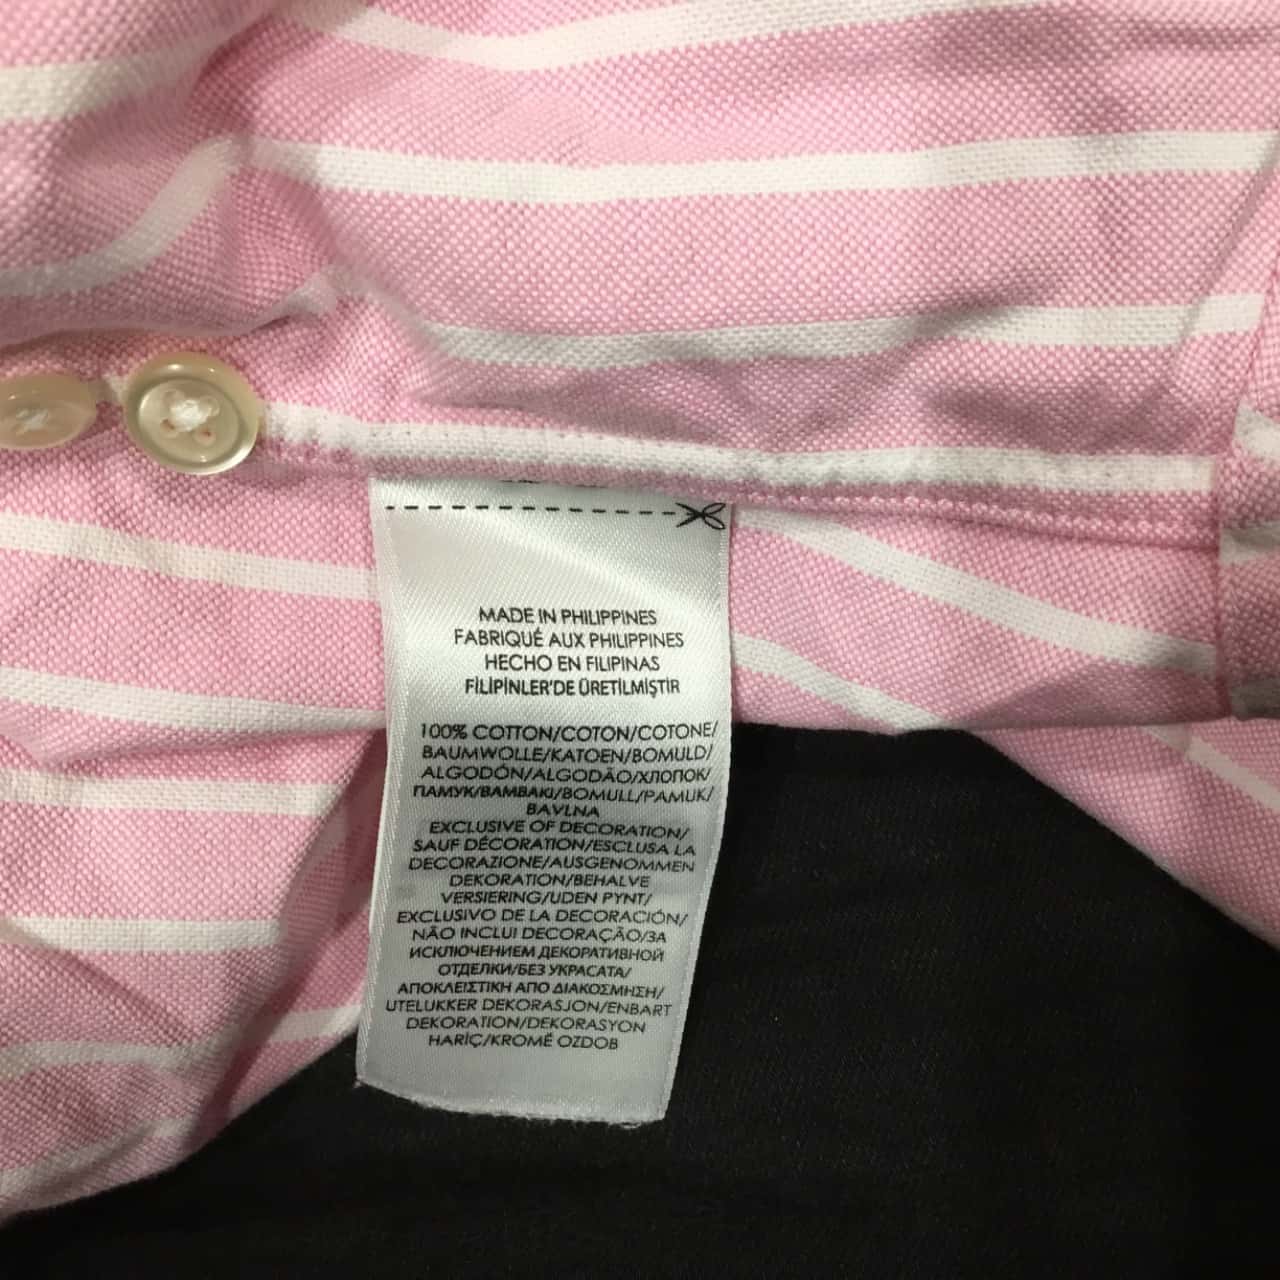 MADE IN PHILIPPINES
FABRIQUÉ AUX PHILIPPINES
HECHO EN FILIPINAS
FİLİPİNLER'DE ÜRETİLMİŞTİR
100% COTTON/COTON/COTONE/
BAUMWOLLE/KATOEN/BOMULD/
ALGODÓN/ALGODÃO/ХЛОПОК/
ПАМУК/ΒΑΜΒΑΚΙ/BOMULL/PAMUK/
BAVLNA
EXCLUSIVE OF DECORATION/
SAUF DÉCORATION/ESCLUSA LA
DECORAZIONE/AUSGENOMMEN
DEKORATION/BEHALVE
VERSIERING/UDEN PYNT/
EXCLUSIVO DE LA DECORACIÓN/
NÃO INCLUI DECORAÇÃO/ЗА
ИСКЛЮЧЕНИЕМ ДЕКОРАТИВНОЙ
ОТДЕЛКИ/БЕЗ УКРАСАТА/
ΑΠΟΚΛΕΙΣΤΙΚΗ ΑΠΟ ΔΙΑΚΟΣΜΗΣΗ/
UTELUKKER DEKORASJON/ENBART
DEKORATION/DEKORASYON
HARİÇ/KROMĚ OZDOB